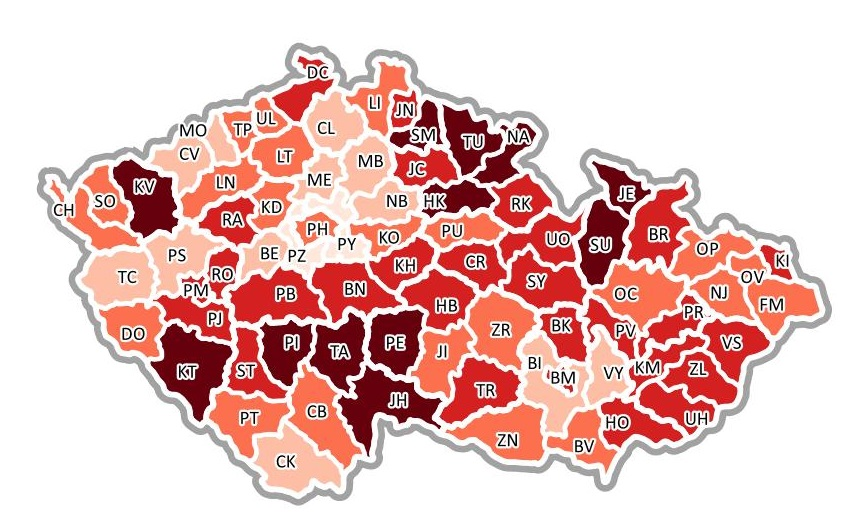 DC
LI
JN
UL
TP
MO
CL
SM
TU
NA
CV
LT
MB
JC
ME
LN
KV
JE
SO
CH
KD
NB
HK
RK
RA
PH
PY
KO
PU
UO
SU
BR
OP
PS
BE
PZ
KH
CR
KI
OV
TC
RO
PM
PB
BN
SY
OC
NJ
FM
HB
PJ
PR
DO
ZR
BK
PV
VS
PI
TA
PE
JI
BI
BM
VY
KM
ZL
KT
ST
TR
JH
PT
CB
HO
UH
ZN
BV
CK